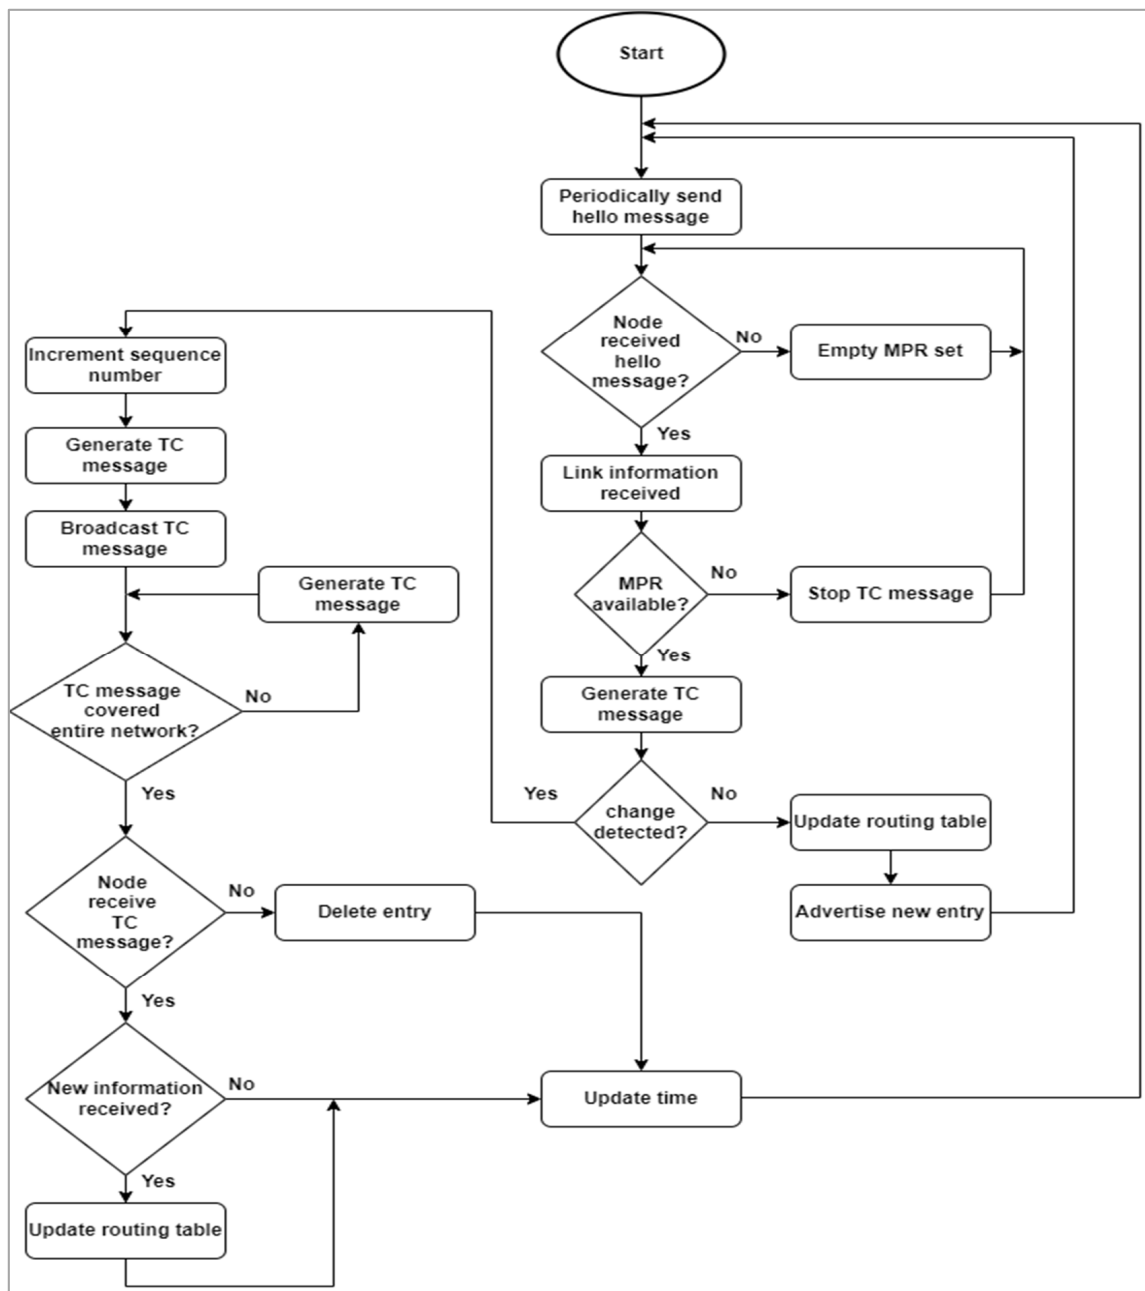 Start
Periodically send
hello message
Node
received
hello
message?
No
Empty MPR set
Yes
Link information
received
MPR
available?
No
Stop TC message
Yes
Generate TC
message
change
detected?
Yes
No
Update routing table
Advertise new entry
Increment sequence
number
Generate TC
message
Broadcast TC
message
Generate TC
message
TC message
covered
entire network?
No
Yes
Node
receive
TC
message?
No
Delete entry
Yes
New information
received?
No
Update time
Yes
Update routing table